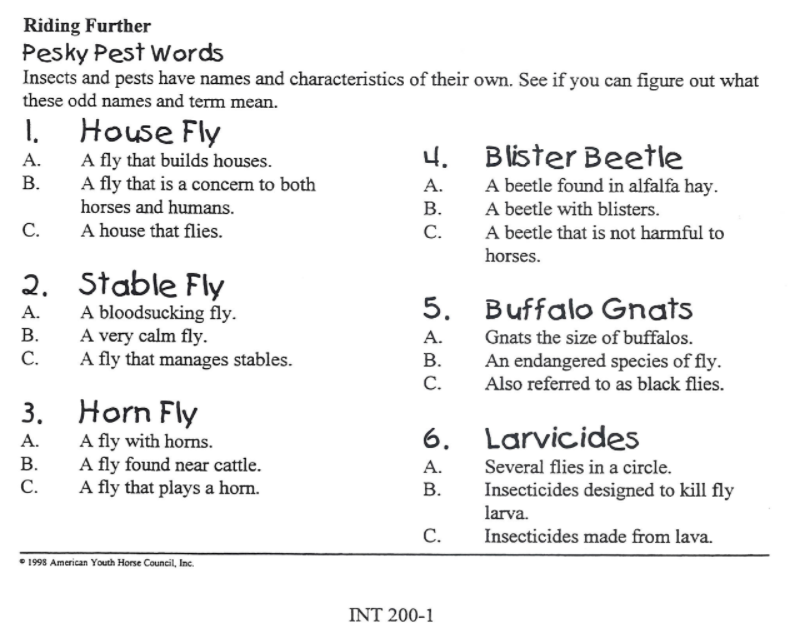 Riding Further
Pesky Pest Words
Insects and pests have names and characteristics of their own. See if you can figure out what
these odd names and term mean.
1. House Fly
A. A fly that builds houses.
B. A fly that is a concern to both
horses and humans.
C. A house that flies.
2. Stable Fly
A. A bloodsucking fly.
B. A very calm fly.
C. A fly that manages stables.
3. Horn Fly
A. A fly with horns.
B. A fly found near cattle.
C. A fly that plays a horn.
4. Blister Beetle
A. A beetle found in alfalfa hay.
B. A beetle with blisters.
C. A beetle that is not harmful to
horses.
5. Buffalo Gnats
A. Gnats the size of buffalos.
B. An endangered species of fly.
C. Also referred to as black flies.
6. Larvicides
A. Several flies in a circle.
B. Insecticides designed to kill fly
larva.
C. Insecticides made from lava.
© 1998 American Youth Horse Council, Inc.
INT 200-1